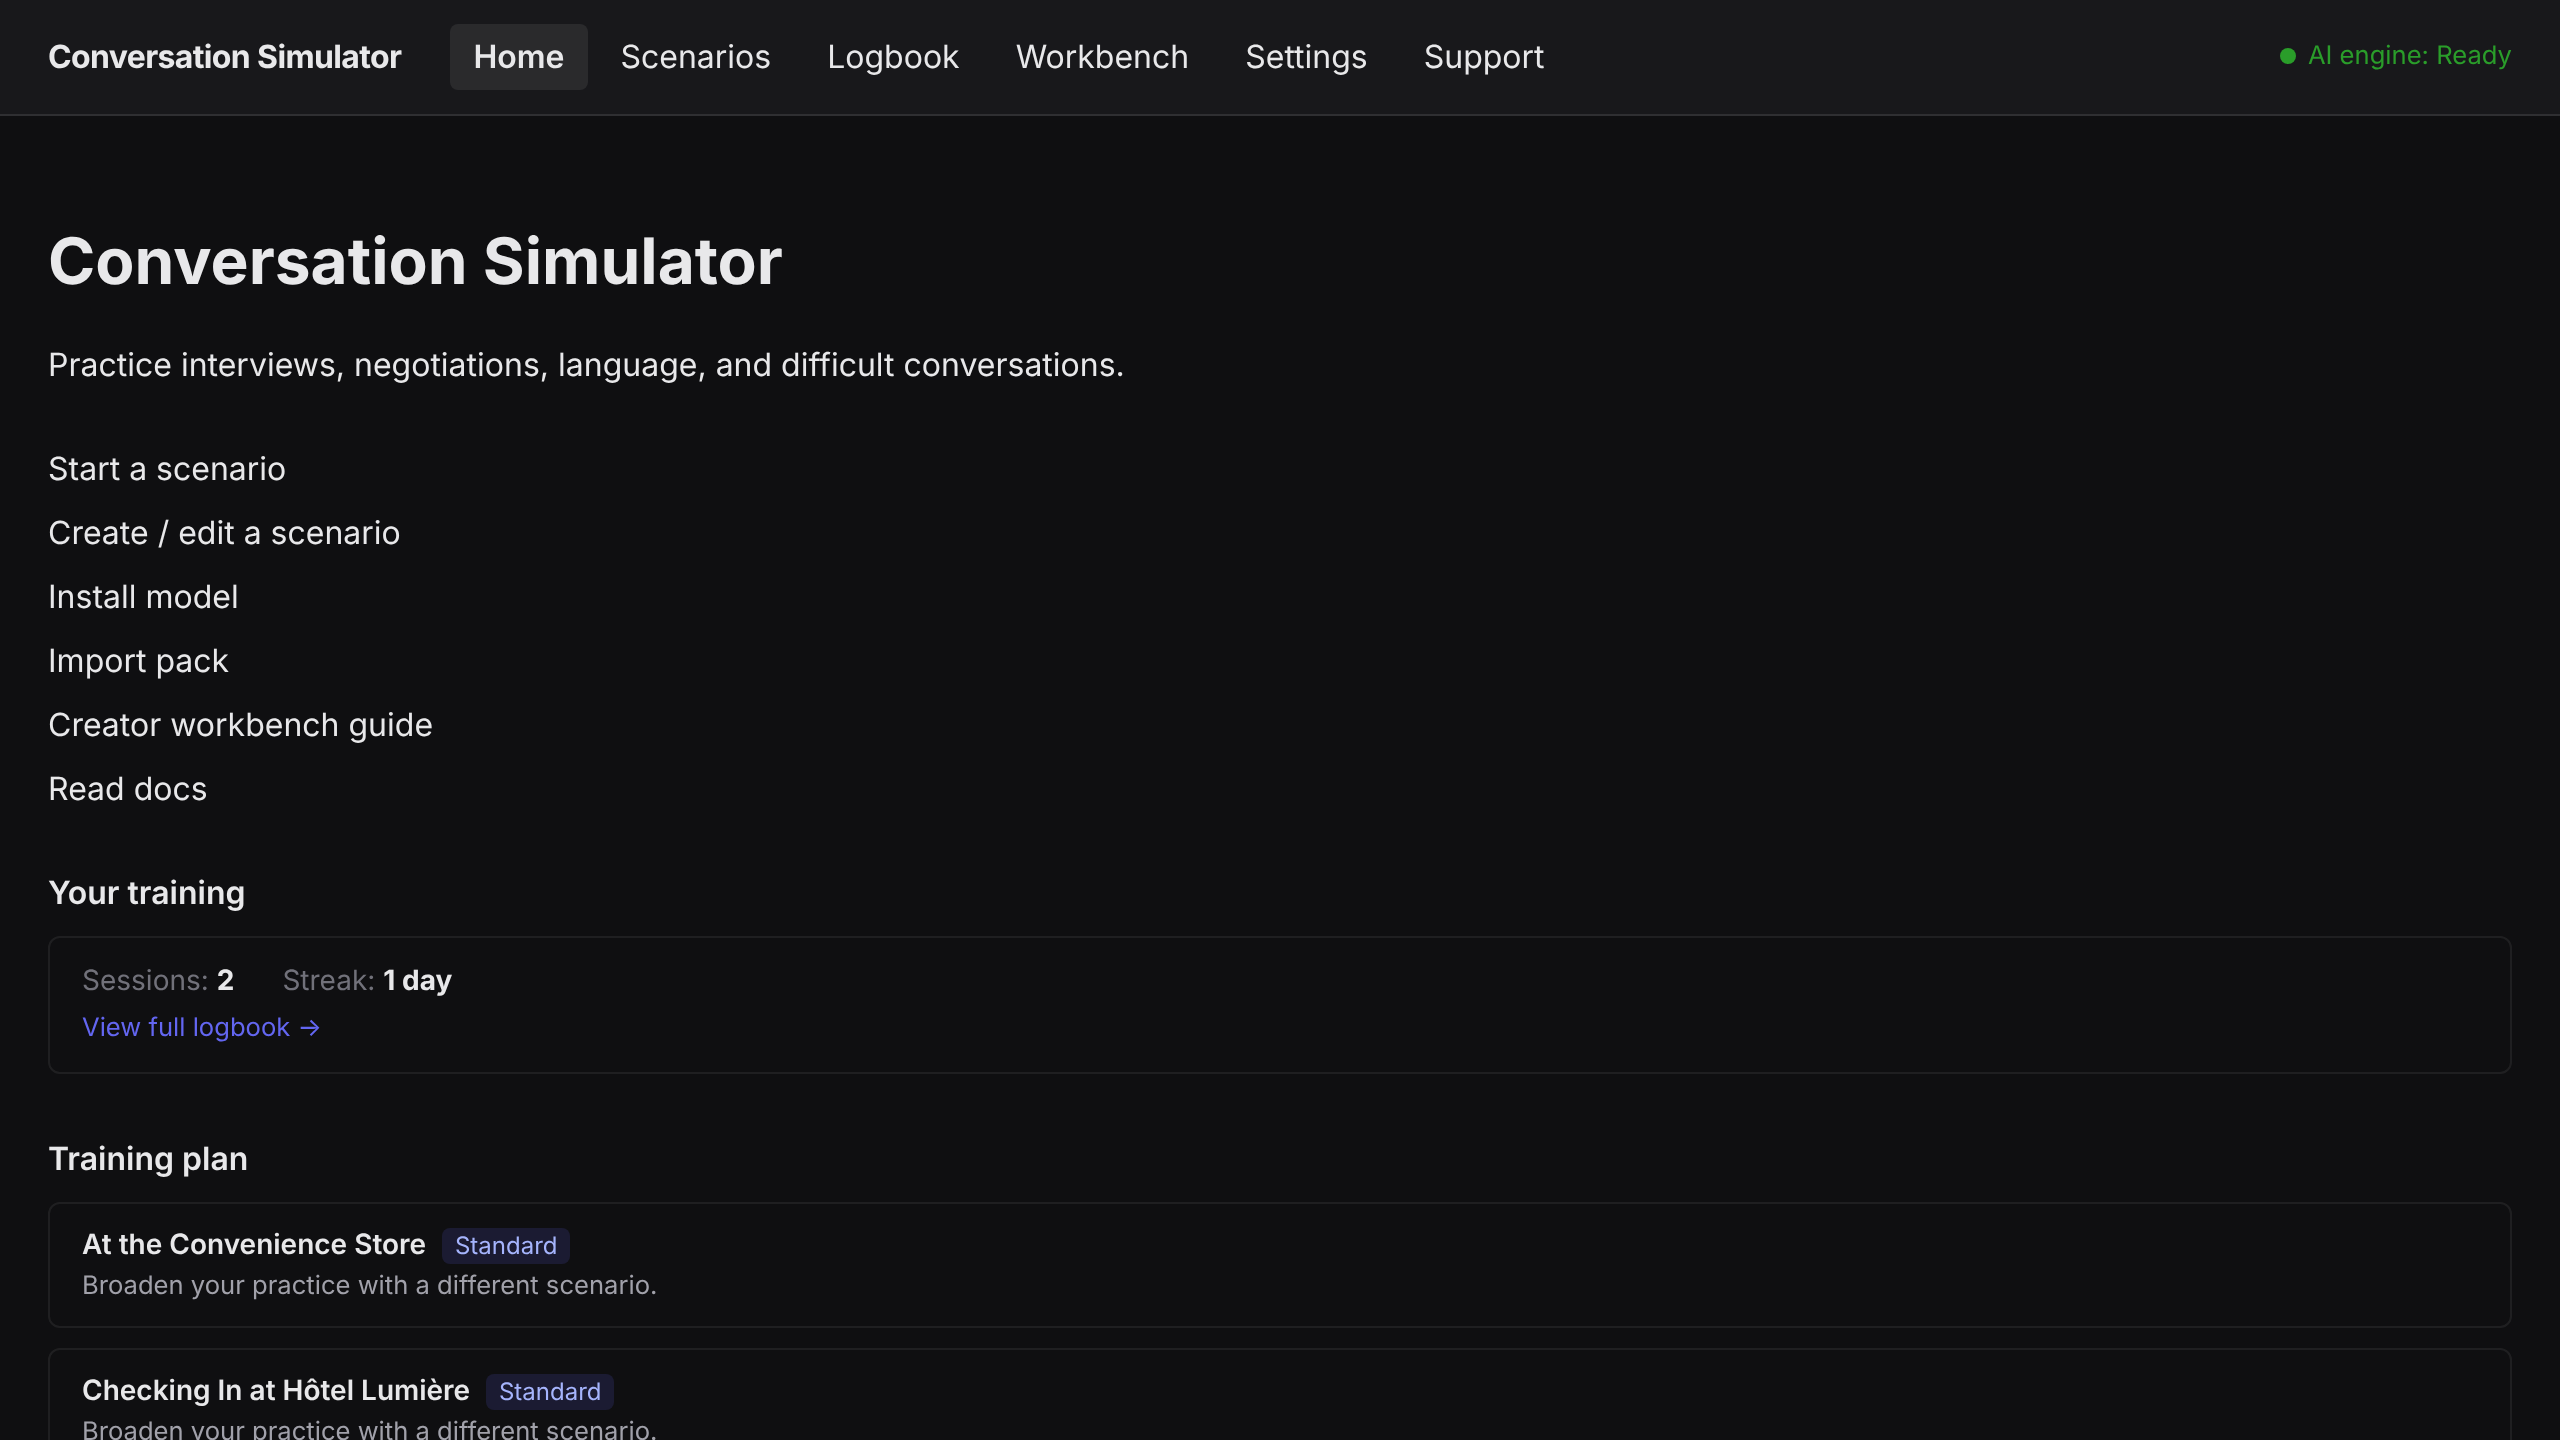 Conversation Simulator
Home
Scenarios
Logbook
Workbench
Settings
Support
AI engine: Ready
Conversation Simulator
Practice interviews, negotiations, language, and difficult conversations.
Start a scenario
Create / edit a scenario
Install model
Import pack
Creator workbench guide
Read docs
Your training
Sessions: 2 Streak: 1 day
View full logbook →
Training plan
At the Convenience Store Standard
Broaden your practice with a different scenario.
Checking In at Hôtel Lumière Standard
Broaden your practice with a different scenario.